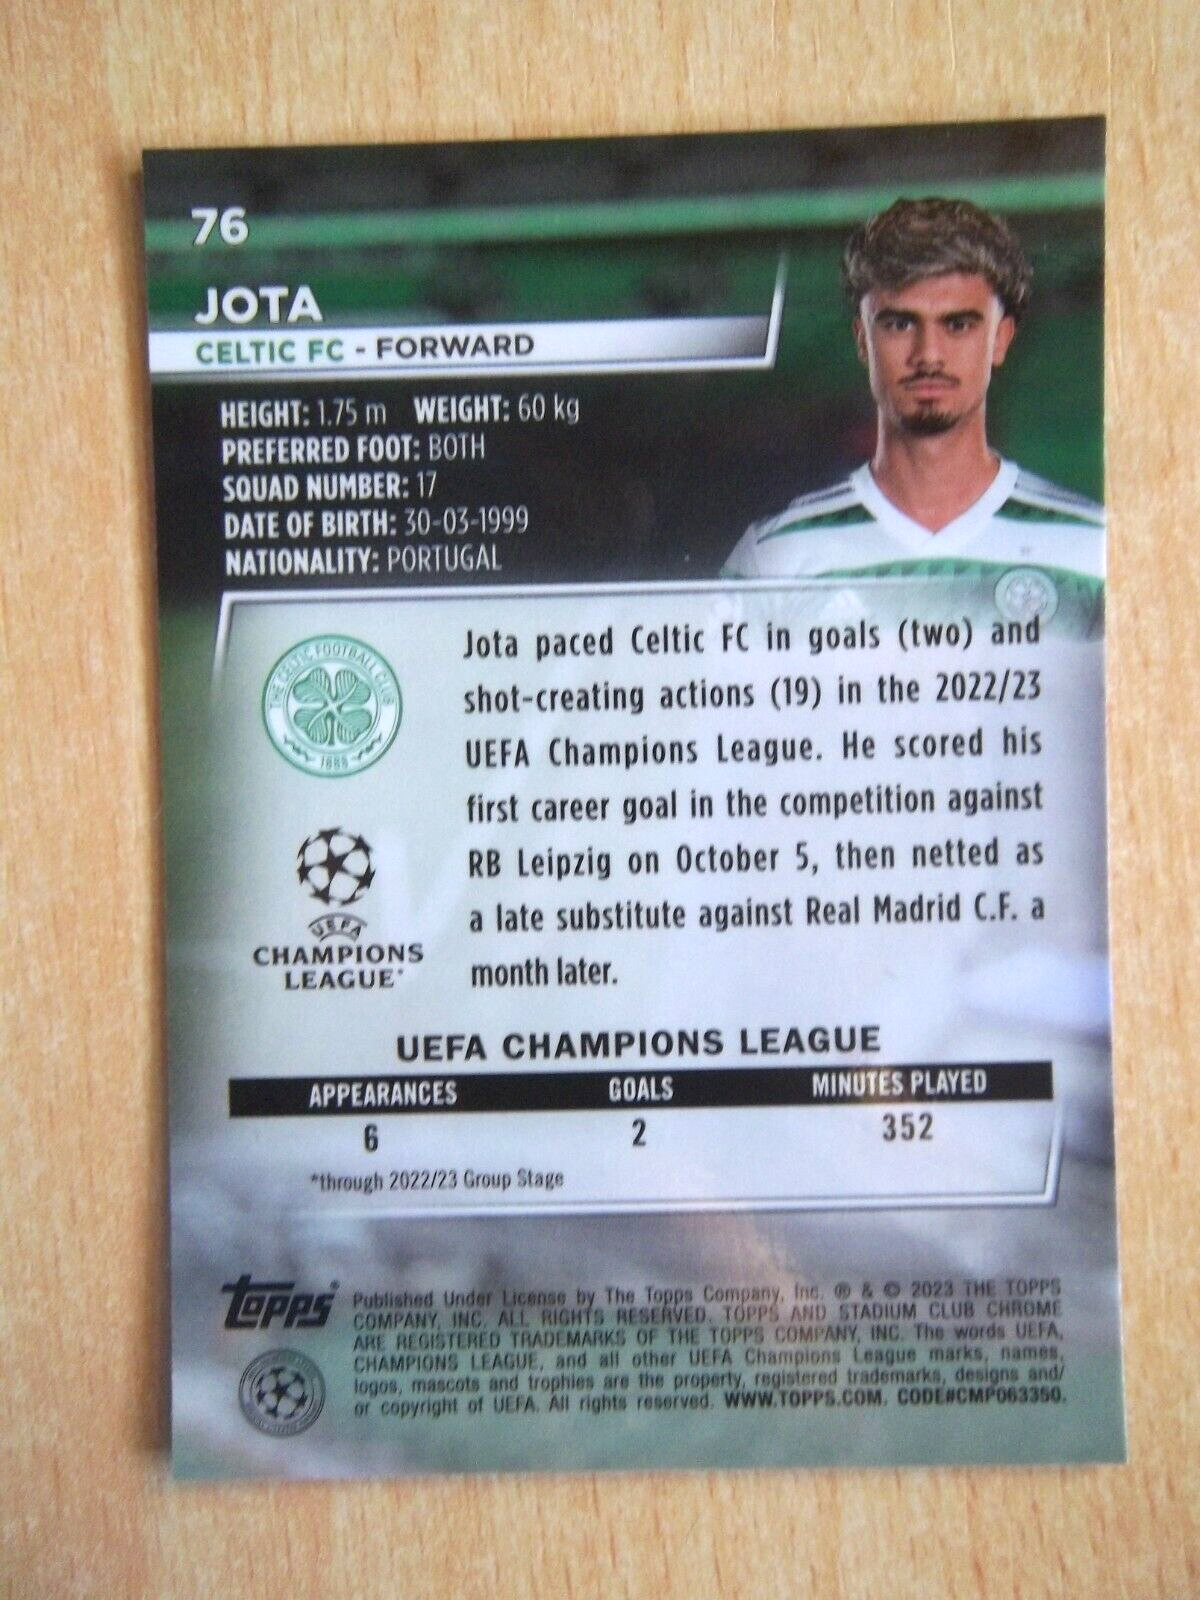 76
JOTA
CELTIC FC - FORWARD
HEIGHT: 1.75 m WEIGHT: 60 kg
PREFERRED FOOT: BOTH
SQUAD NUMBER: 17
DATE OF BIRTH: 30-03-1999
NATIONALITY: PORTUGAL
THE CELTIC FOOTBALL CLUB
1888
Jota paced Celtic FC in goals (two) and
shot-creating actions (19) in the 2022/23
UEFA Champions League. He scored his
first career goal in the competition against
RB Leipzig on October 5, then netted as
a late substitute against Real Madrid C.F. a
month later.
UEFA
CHAMPIONS
LEAGUE®
UEFA CHAMPIONS LEAGUE
APPEARANCES GOALS MINUTES PLAYED
6 2 352
*through 2022/23 Group Stage
topps®
Published Under License by The Topps Company, Inc. ® & © 2023 THE TOPPS
COMPANY, INC. ALL RIGHTS RESERVED. TOPPS AND STADIUM CLUB CHROME
ARE REGISTERED TRADEMARKS OF THE TOPPS COMPANY, INC. The words UEFA,
CHAMPIONS LEAGUE, and all other UEFA Champions League marks, names,
logos, mascots and trophies are the property, registered trademarks, designs and/
or copyright of UEFA. All rights reserved. WWW.TOPPS.COM. CODE#CMP063350.